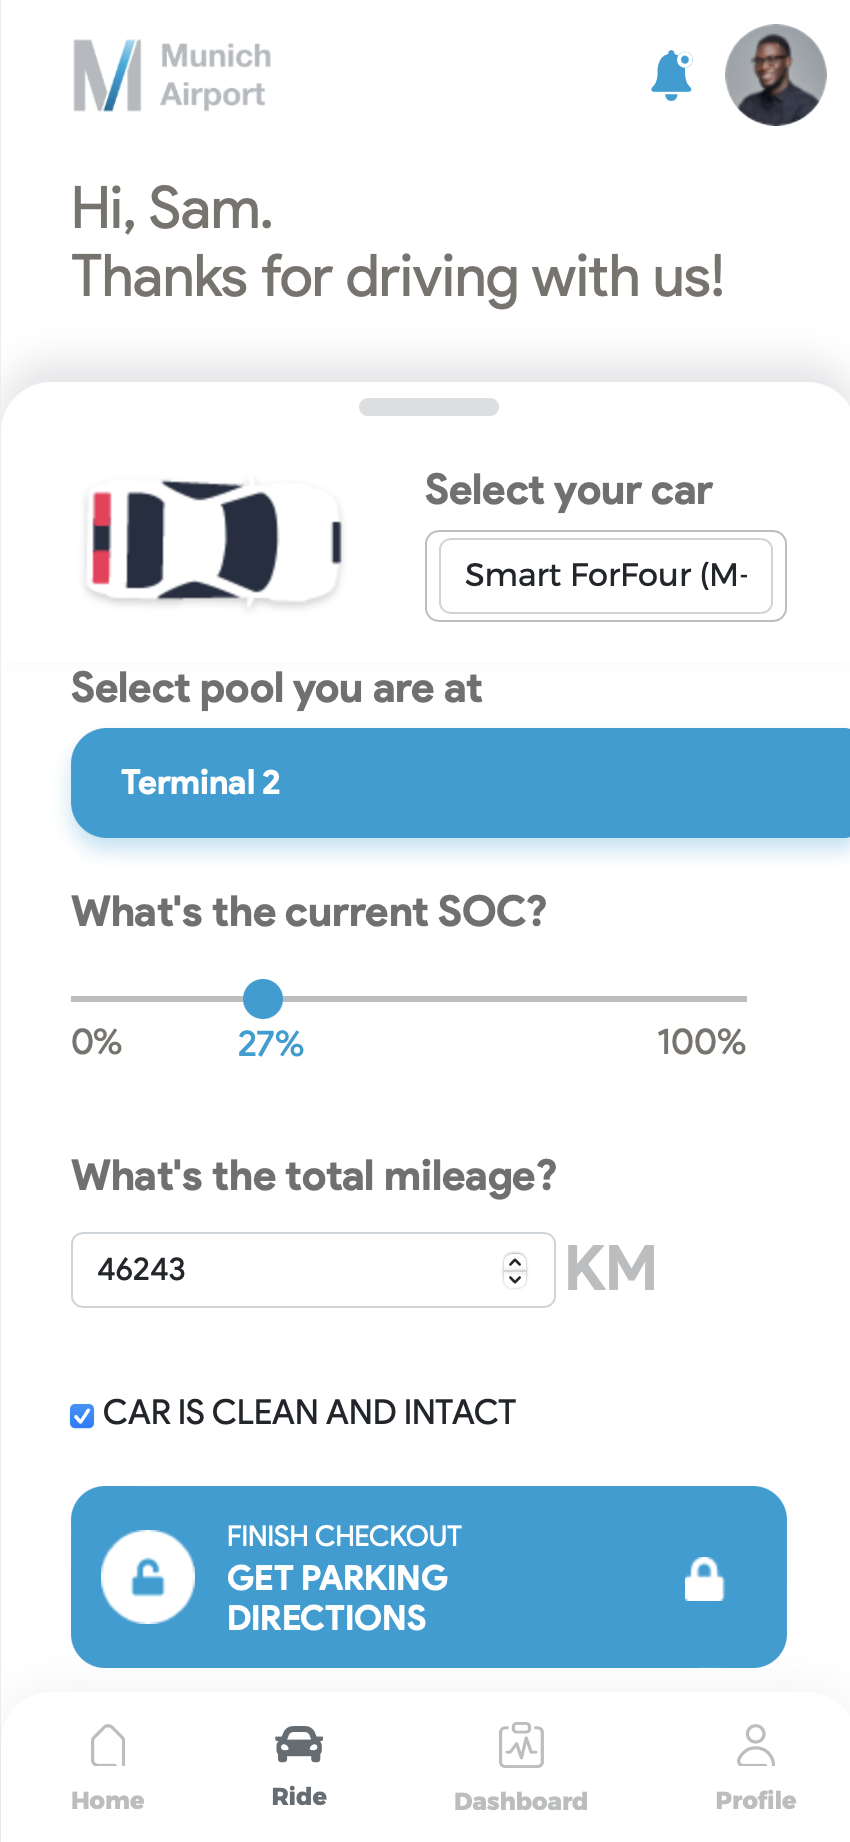 Munich
Airport
Hi, Sam.
Thanks for driving with us!
Select your car
Smart ForFour (M-
Select pool you are at
Terminal 2
What's the current SOC?
0%
27%
100%
What's the total mileage?
46243
KM
CAR IS CLEAN AND INTACT
FINISH CHECKOUT
GET PARKING
DIRECTIONS
Home
Ride
Dashboard
Profile